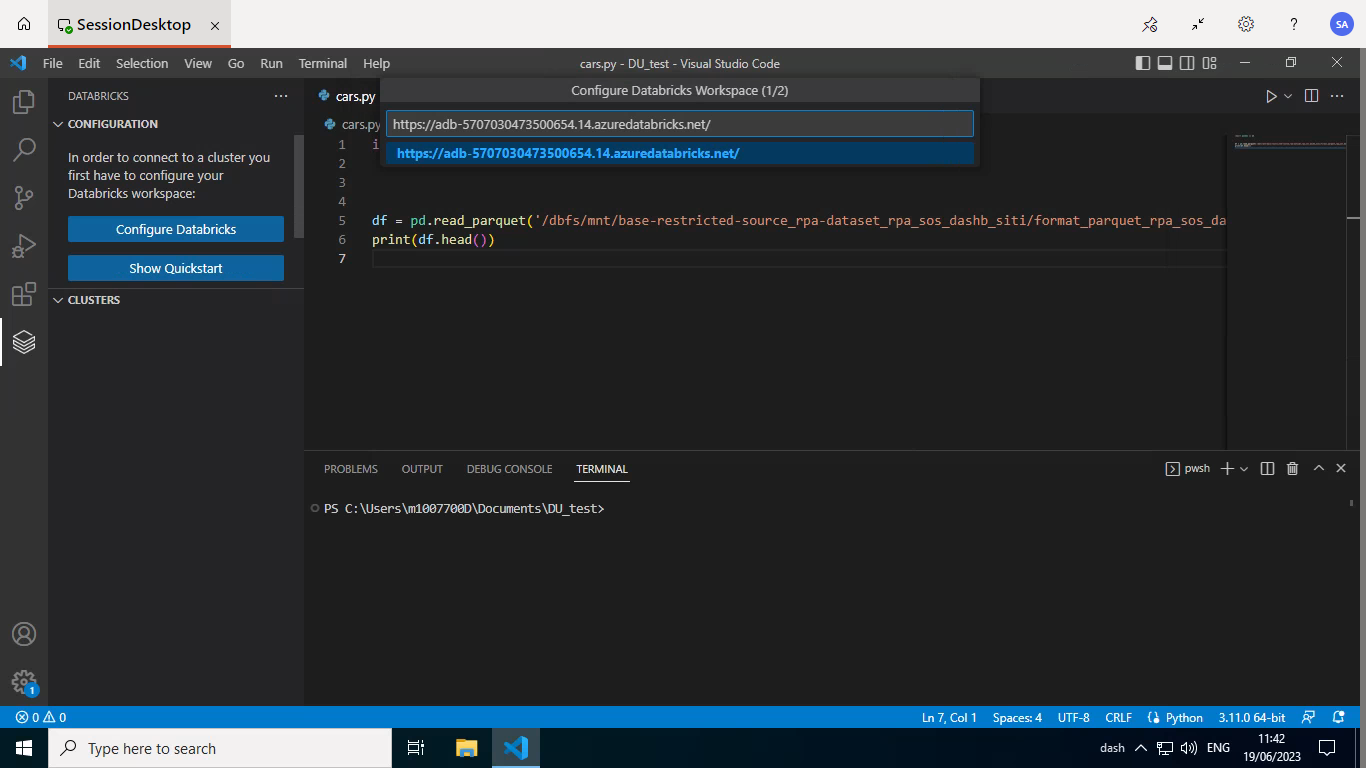 SessionDesktop
SA
File Edit Selection View Go Run Terminal Help
cars.py - DU_test - Visual Studio Code
DATABRICKS
CONFIGURATION
In order to connect to a cluster you
first have to configure your
Databricks workspace:
Configure Databricks
Show Quickstart
CLUSTERS
cars.py
Configure Databricks Workspace (1/2)
cars.py
https://adb-5707030473500654.14.azuredatabricks.net/
https://adb-5707030473500654.14.azuredatabricks.net/
1 i
2
3
4
5 df = pd.read_parquet('/dbfs/mnt/base-restricted-source_rpa-dataset_rpa_sos_dashb_siti/format_parquet_rpa_sos_da
6 print(df.head())
7
PROBLEMS OUTPUT DEBUG CONSOLE TERMINAL
pwsh
PS C:\Users\m1007700D\Documents\DU_test>
1
0 0
Ln 7, Col 1 Spaces: 4 UTF-8 CRLF Python 3.11.0 64-bit
Type here to search
dash ENG
11:42
19/06/2023